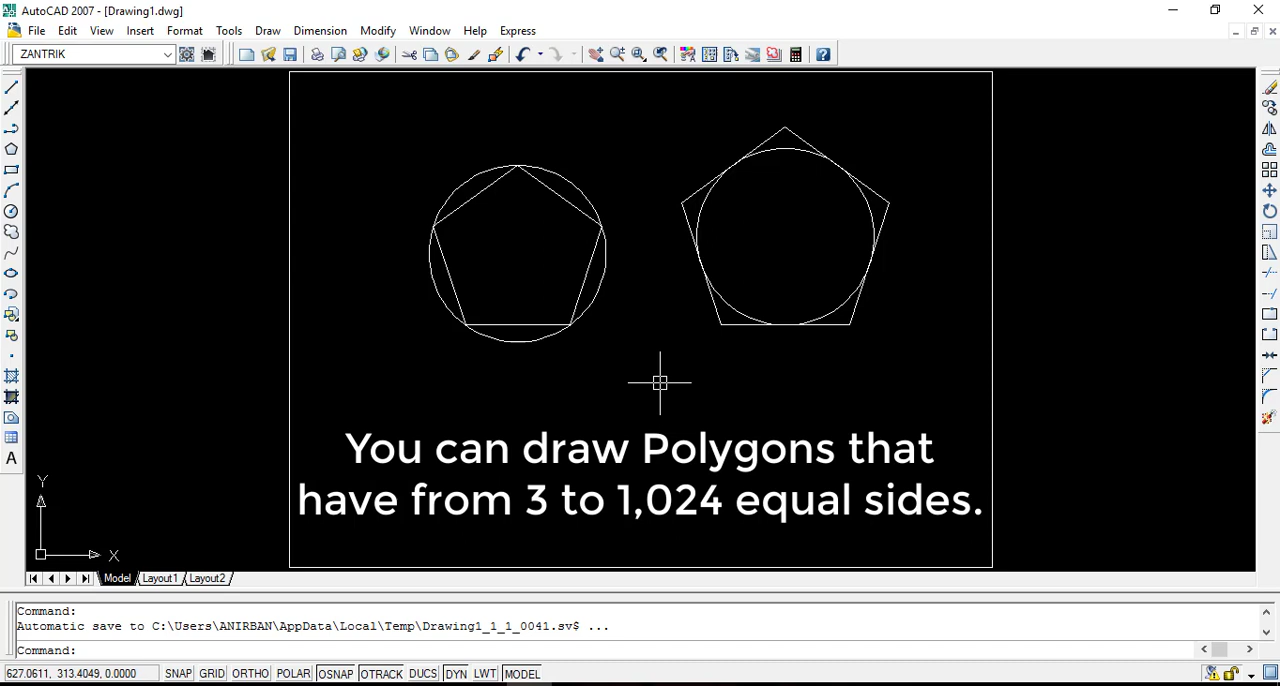 AutoCAD 2007 - [Drawing1.dwg]
File Edit View Insert Format Tools Draw Dimension Modify Window Help Express
ZANTRIK
You can draw Polygons that
have from 3 to 1,024 equal sides.
Y
X
A
Model Layout1 Layout2
Command:
Automatic save to C:\Users\ANIRBAN\AppData\Local\Temp\Drawing1_1_1_0041.sv$ ...
Command:
627.0611, 313.4049, 0.0000 SNAP GRID ORTHO POLAR OSNAP OTRACK DUCS DYN LWT MODEL